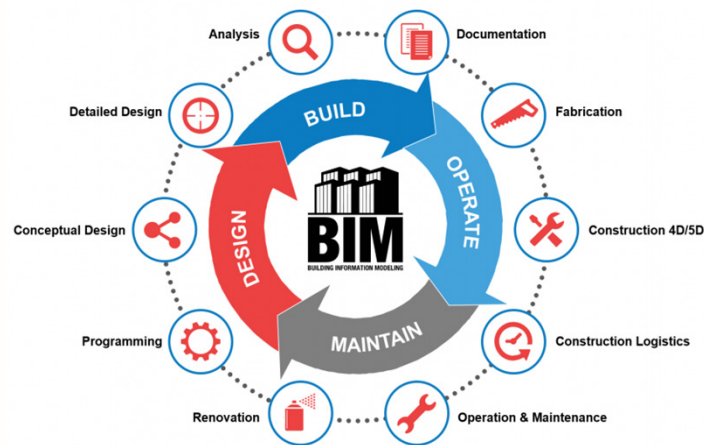 Analysis
Documentation
Detailed Design
BUILD
Fabrication
Conceptual Design
DESIGN
BIM
BUILDING INFORMATION MODELING
OPERATE
Construction 4D/5D
Programming
MAINTAIN
Construction Logistics
Renovation
Operation & Maintenance